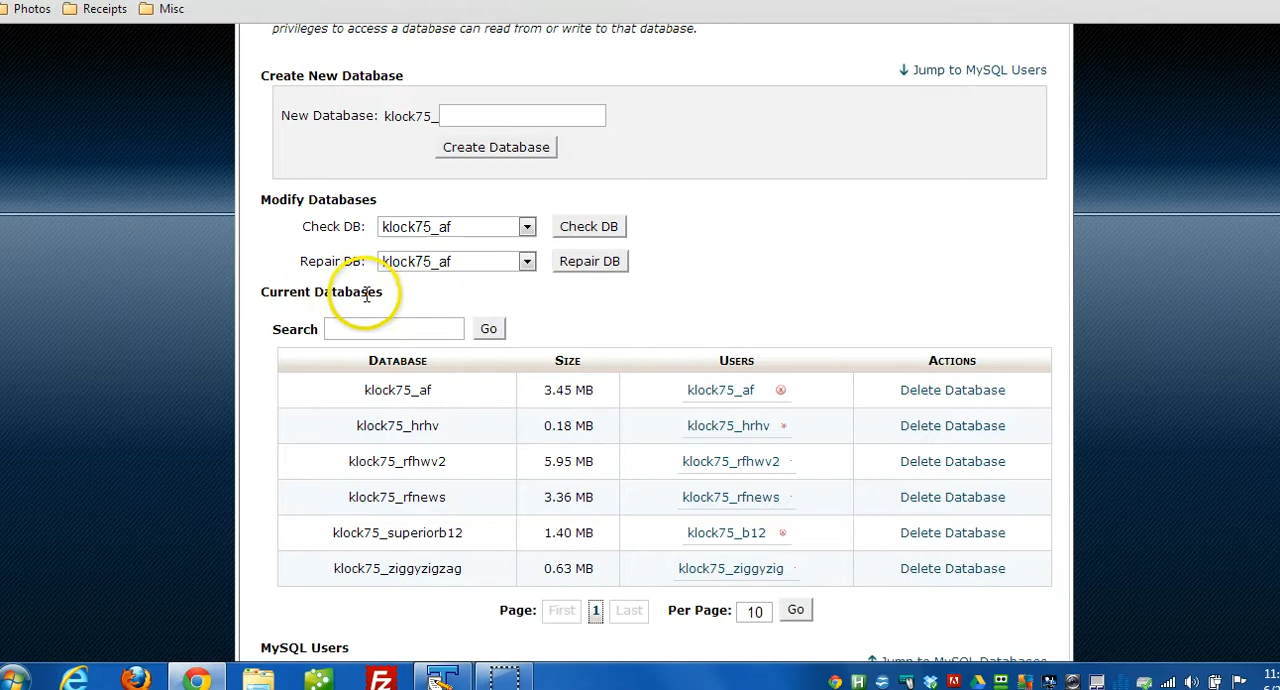 Photos Receipts Misc
privileges to access a database can read from or write to that database.
Jump to MySQL Users
Create New Database
New Database: klock75_
Create Database
Modify Databases
Check DB: klock75_af Check DB
Repair DB: klock75_af Repair DB
Current Databases
Search Go
DATABASE SIZE USERS ACTIONS
klock75_af 3.45 MB klock75_af Delete Database
klock75_hrhv 0.18 MB klock75_hrhv Delete Database
klock75_rfhwv2 5.95 MB klock75_rfhwv2 Delete Database
klock75_rfnews 3.36 MB klock75_rfnews Delete Database
klock75_superiorb12 1.40 MB klock75_b12 Delete Database
klock75_ziggyzigzag 0.63 MB klock75_ziggyzig Delete Database
Page: First 1 Last Per Page: 10 Go
MySQL Users
Jump to MySQL Databases
11: